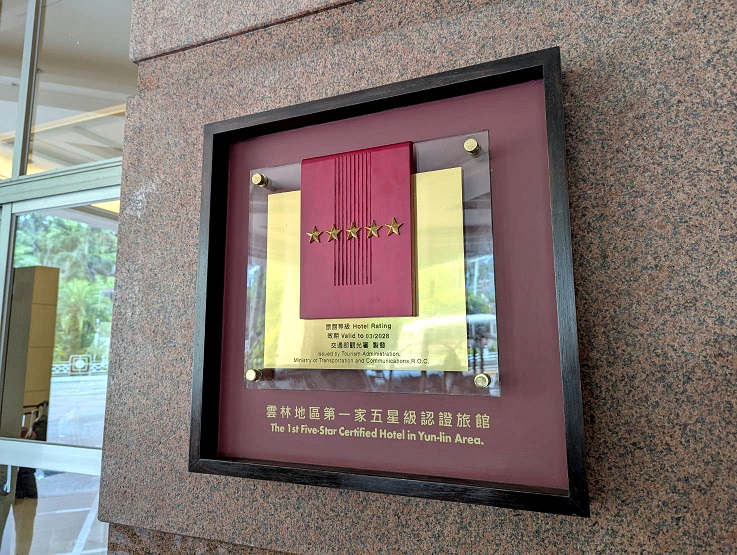 旅館等級 Hotel Rating
效期 Valid to 03/2028
交通部觀光署 製發
Issued by Tourism Administration,
Ministry of Transportation and Communications, R.O.C.
雲林地區第一家五星級認證旅館
The 1st Five-Star Certified Hotel in Yun-lin Area.